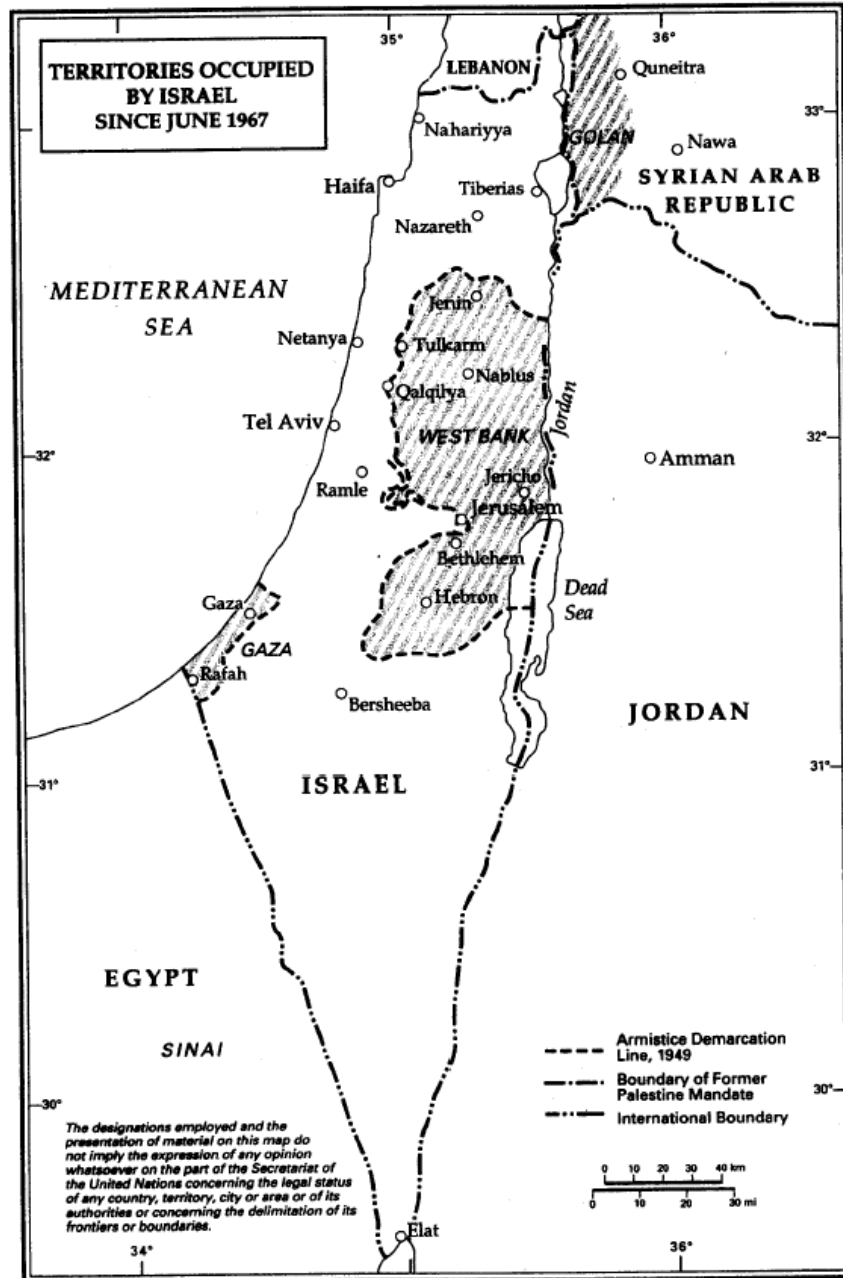 35°
36°
TERRITORIES OCCUPIED
BY ISRAEL
SINCE JUNE 1967
LEBANON
Quneitra
33°
Nahariyya
GOLAN
Nawa
Haifa
Tiberias
SYRIAN ARAB
REPUBLIC
Nazareth
MEDITERRANEAN
SEA
Jenin
Netanya
Tulkarm
Nablus
Qalqilya
Jordan
Tel Aviv
WEST BANK
32°
32°
Amman
Ramle
Jericho
Jerusalem
Bethlehem
Dead
Sea
Hebron
Gaza
GAZA
Rafah
Bersheeba
JORDAN
31°
31°
ISRAEL
EGYPT
SINAI
Armistice Demarcation
Line, 1949
Boundary of Former
Palestine Mandate
International Boundary
30°
30°
The designations employed and the
presentation of material on this map do
not imply the expression of any opinion
whatsoever on the part of the Secretariat of
the United Nations concerning the legal status
of any country, territory, city or area or of its
authorities or concerning the delimitation of its
frontiers or boundaries.
0 10 20 30 40 km
0 10 20 30 mi
Elat
34°
36°